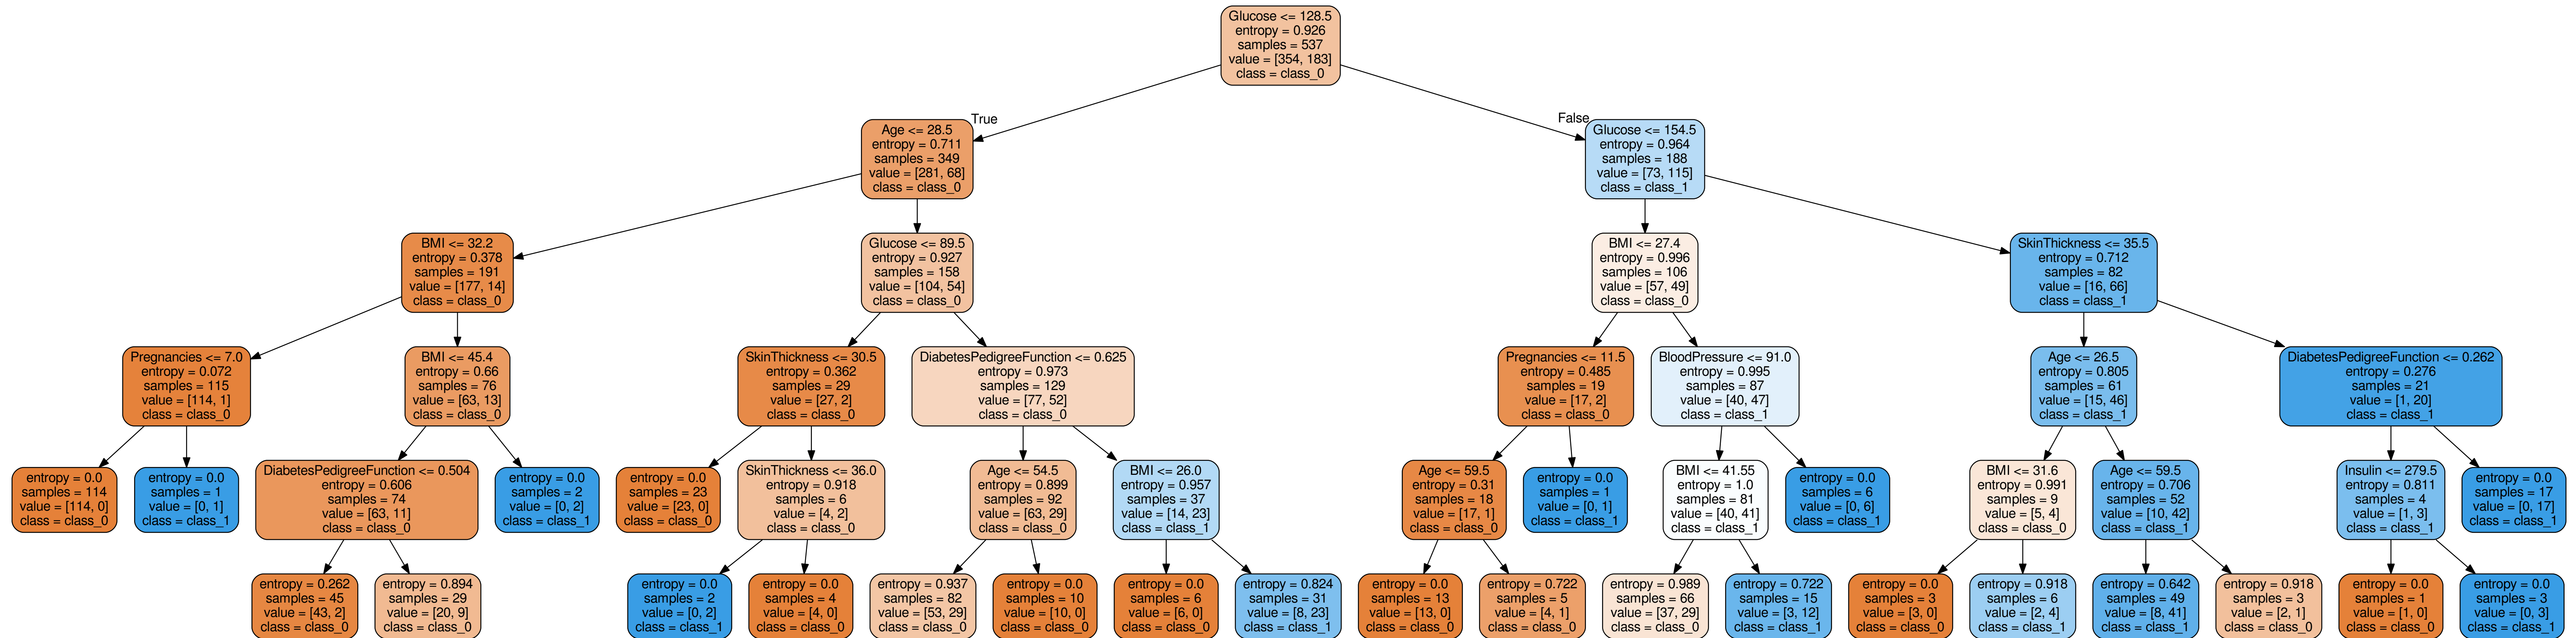 Glucose <= 128.5
entropy = 0.926
samples = 537
value = [354, 183]
class = class_0
True
False
Age <= 28.5
entropy = 0.711
samples = 349
value = [281, 68]
class = class_0
Glucose <= 154.5
entropy = 0.964
samples = 188
value = [73, 115]
class = class_1
BMI <= 32.2
entropy = 0.378
samples = 191
value = [177, 14]
class = class_0
Glucose <= 89.5
entropy = 0.927
samples = 158
value = [104, 54]
class = class_0
BMI <= 27.4
entropy = 0.996
samples = 106
value = [57, 49]
class = class_0
SkinThickness <= 35.5
entropy = 0.712
samples = 82
value = [16, 66]
class = class_1
Pregnancies <= 7.0
entropy = 0.072
samples = 115
value = [114, 1]
class = class_0
BMI <= 45.4
entropy = 0.66
samples = 76
value = [63, 13]
class = class_0
SkinThickness <= 30.5
entropy = 0.362
samples = 29
value = [27, 2]
class = class_0
DiabetesPedigreeFunction <= 0.625
entropy = 0.973
samples = 129
value = [77, 52]
class = class_0
Pregnancies <= 11.5
entropy = 0.485
samples = 19
value = [17, 2]
class = class_0
BloodPressure <= 91.0
entropy = 0.995
samples = 87
value = [40, 47]
class = class_1
Age <= 26.5
entropy = 0.805
samples = 61
value = [15, 46]
class = class_1
DiabetesPedigreeFunction <= 0.262
entropy = 0.276
samples = 21
value = [1, 20]
class = class_1
entropy = 0.0
samples = 114
value = [114, 0]
class = class_0
entropy = 0.0
samples = 1
value = [0, 1]
class = class_1
DiabetesPedigreeFunction <= 0.504
entropy = 0.606
samples = 74
value = [63, 11]
class = class_0
entropy = 0.0
samples = 2
value = [0, 2]
class = class_1
entropy = 0.0
samples = 23
value = [23, 0]
class = class_0
SkinThickness <= 36.0
entropy = 0.918
samples = 6
value = [4, 2]
class = class_0
Age <= 54.5
entropy = 0.899
samples = 92
value = [63, 29]
class = class_0
BMI <= 26.0
entropy = 0.957
samples = 37
value = [14, 23]
class = class_1
Age <= 59.5
entropy = 0.31
samples = 18
value = [17, 1]
class = class_0
entropy = 0.0
samples = 1
value = [0, 1]
class = class_1
BMI <= 41.55
entropy = 1.0
samples = 81
value = [40, 41]
class = class_1
entropy = 0.0
samples = 6
value = [0, 6]
class = class_1
BMI <= 31.6
entropy = 0.991
samples = 9
value = [5, 4]
class = class_0
Age <= 59.5
entropy = 0.706
samples = 52
value = [10, 42]
class = class_1
Insulin <= 279.5
entropy = 0.811
samples = 4
value = [1, 3]
class = class_1
entropy = 0.0
samples = 17
value = [0, 17]
class = class_1
entropy = 0.262
samples = 45
value = [43, 2]
class = class_0
entropy = 0.894
samples = 29
value = [20, 9]
class = class_0
entropy = 0.0
samples = 2
value = [0, 2]
class = class_1
entropy = 0.0
samples = 4
value = [4, 0]
class = class_0
entropy = 0.937
samples = 82
value = [53, 29]
class = class_0
entropy = 0.0
samples = 10
value = [10, 0]
class = class_0
entropy = 0.0
samples = 6
value = [6, 0]
class = class_0
entropy = 0.824
samples = 31
value = [8, 23]
class = class_1
entropy = 0.0
samples = 13
value = [13, 0]
class = class_0
entropy = 0.722
samples = 5
value = [4, 1]
class = class_0
entropy = 0.989
samples = 66
value = [37, 29]
class = class_0
entropy = 0.722
samples = 15
value = [3, 12]
class = class_1
entropy = 0.0
samples = 3
value = [3, 0]
class = class_0
entropy = 0.918
samples = 6
value = [2, 4]
class = class_1
entropy = 0.642
samples = 49
value = [8, 41]
class = class_1
entropy = 0.918
samples = 3
value = [2, 1]
class = class_0
entropy = 0.0
samples = 1
value = [1, 0]
class = class_0
entropy = 0.0
samples = 3
value = [0, 3]
class = class_1